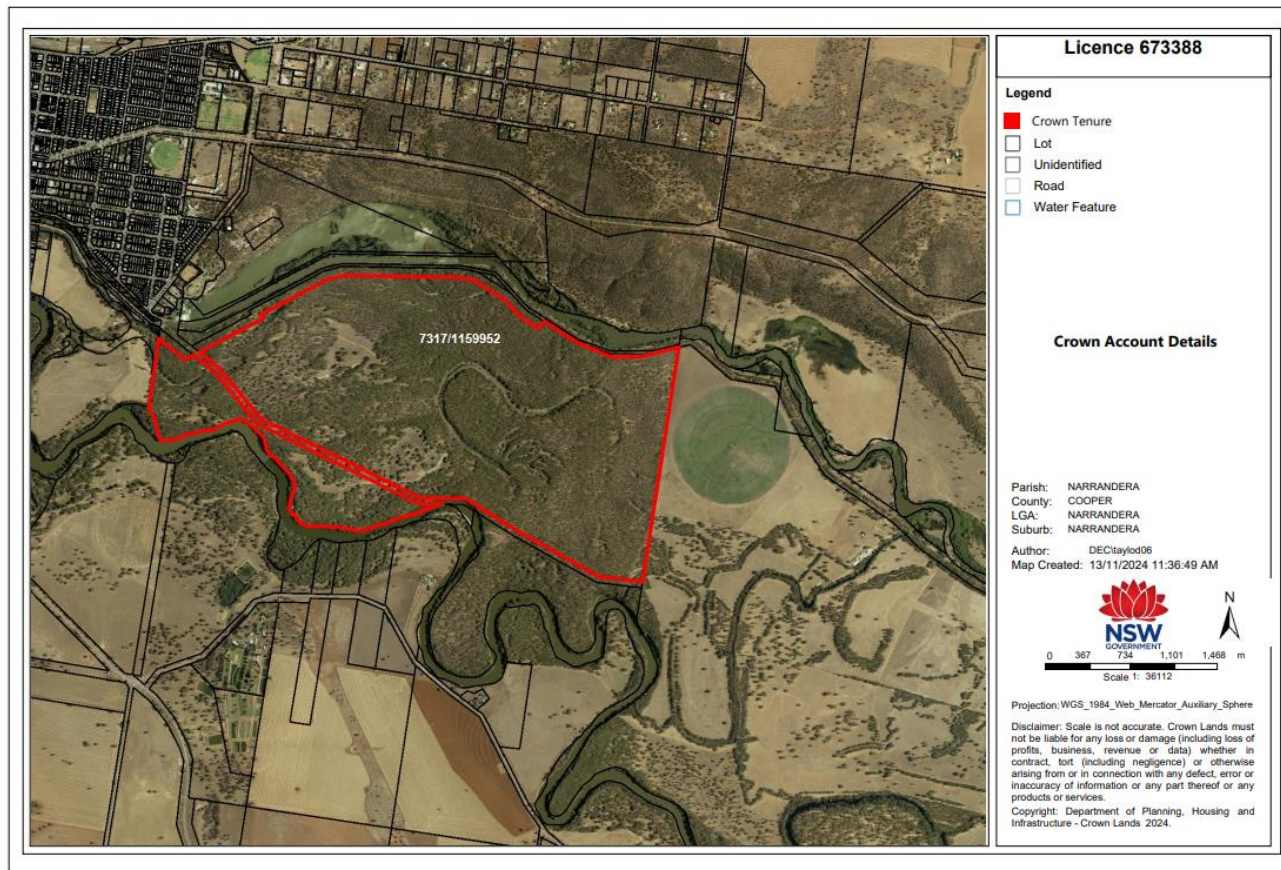 Licence 673388
Legend
Crown Tenure
Lot
Unidentified
Road
Water Feature
7317/1159952
Crown Account Details
Parish: NARRANDERA
County: COOPER
LGA: NARRANDERA
Suburb: NARRANDERA
Author: DEC\taylod06
Map Created: 13/11/2024 11:36:49 AM
NSW
GOVERNMENT
N
0 367 734 1,101 1,468 m
Scale 1: 36112
Projection: WGS_1984_Web_Mercator_Auxiliary_Sphere
Disclaimer: Scale is not accurate. Crown Lands must
not be liable for any loss or damage (including loss of
profits, business, revenue or data) whether in
contract, tort (including negligence) or otherwise
arising from or in connection with any defect, error or
inaccuracy of information or any part thereof or any
products or services.
Copyright: Department of Planning, Housing and
Infrastructure - Crown Lands 2024.